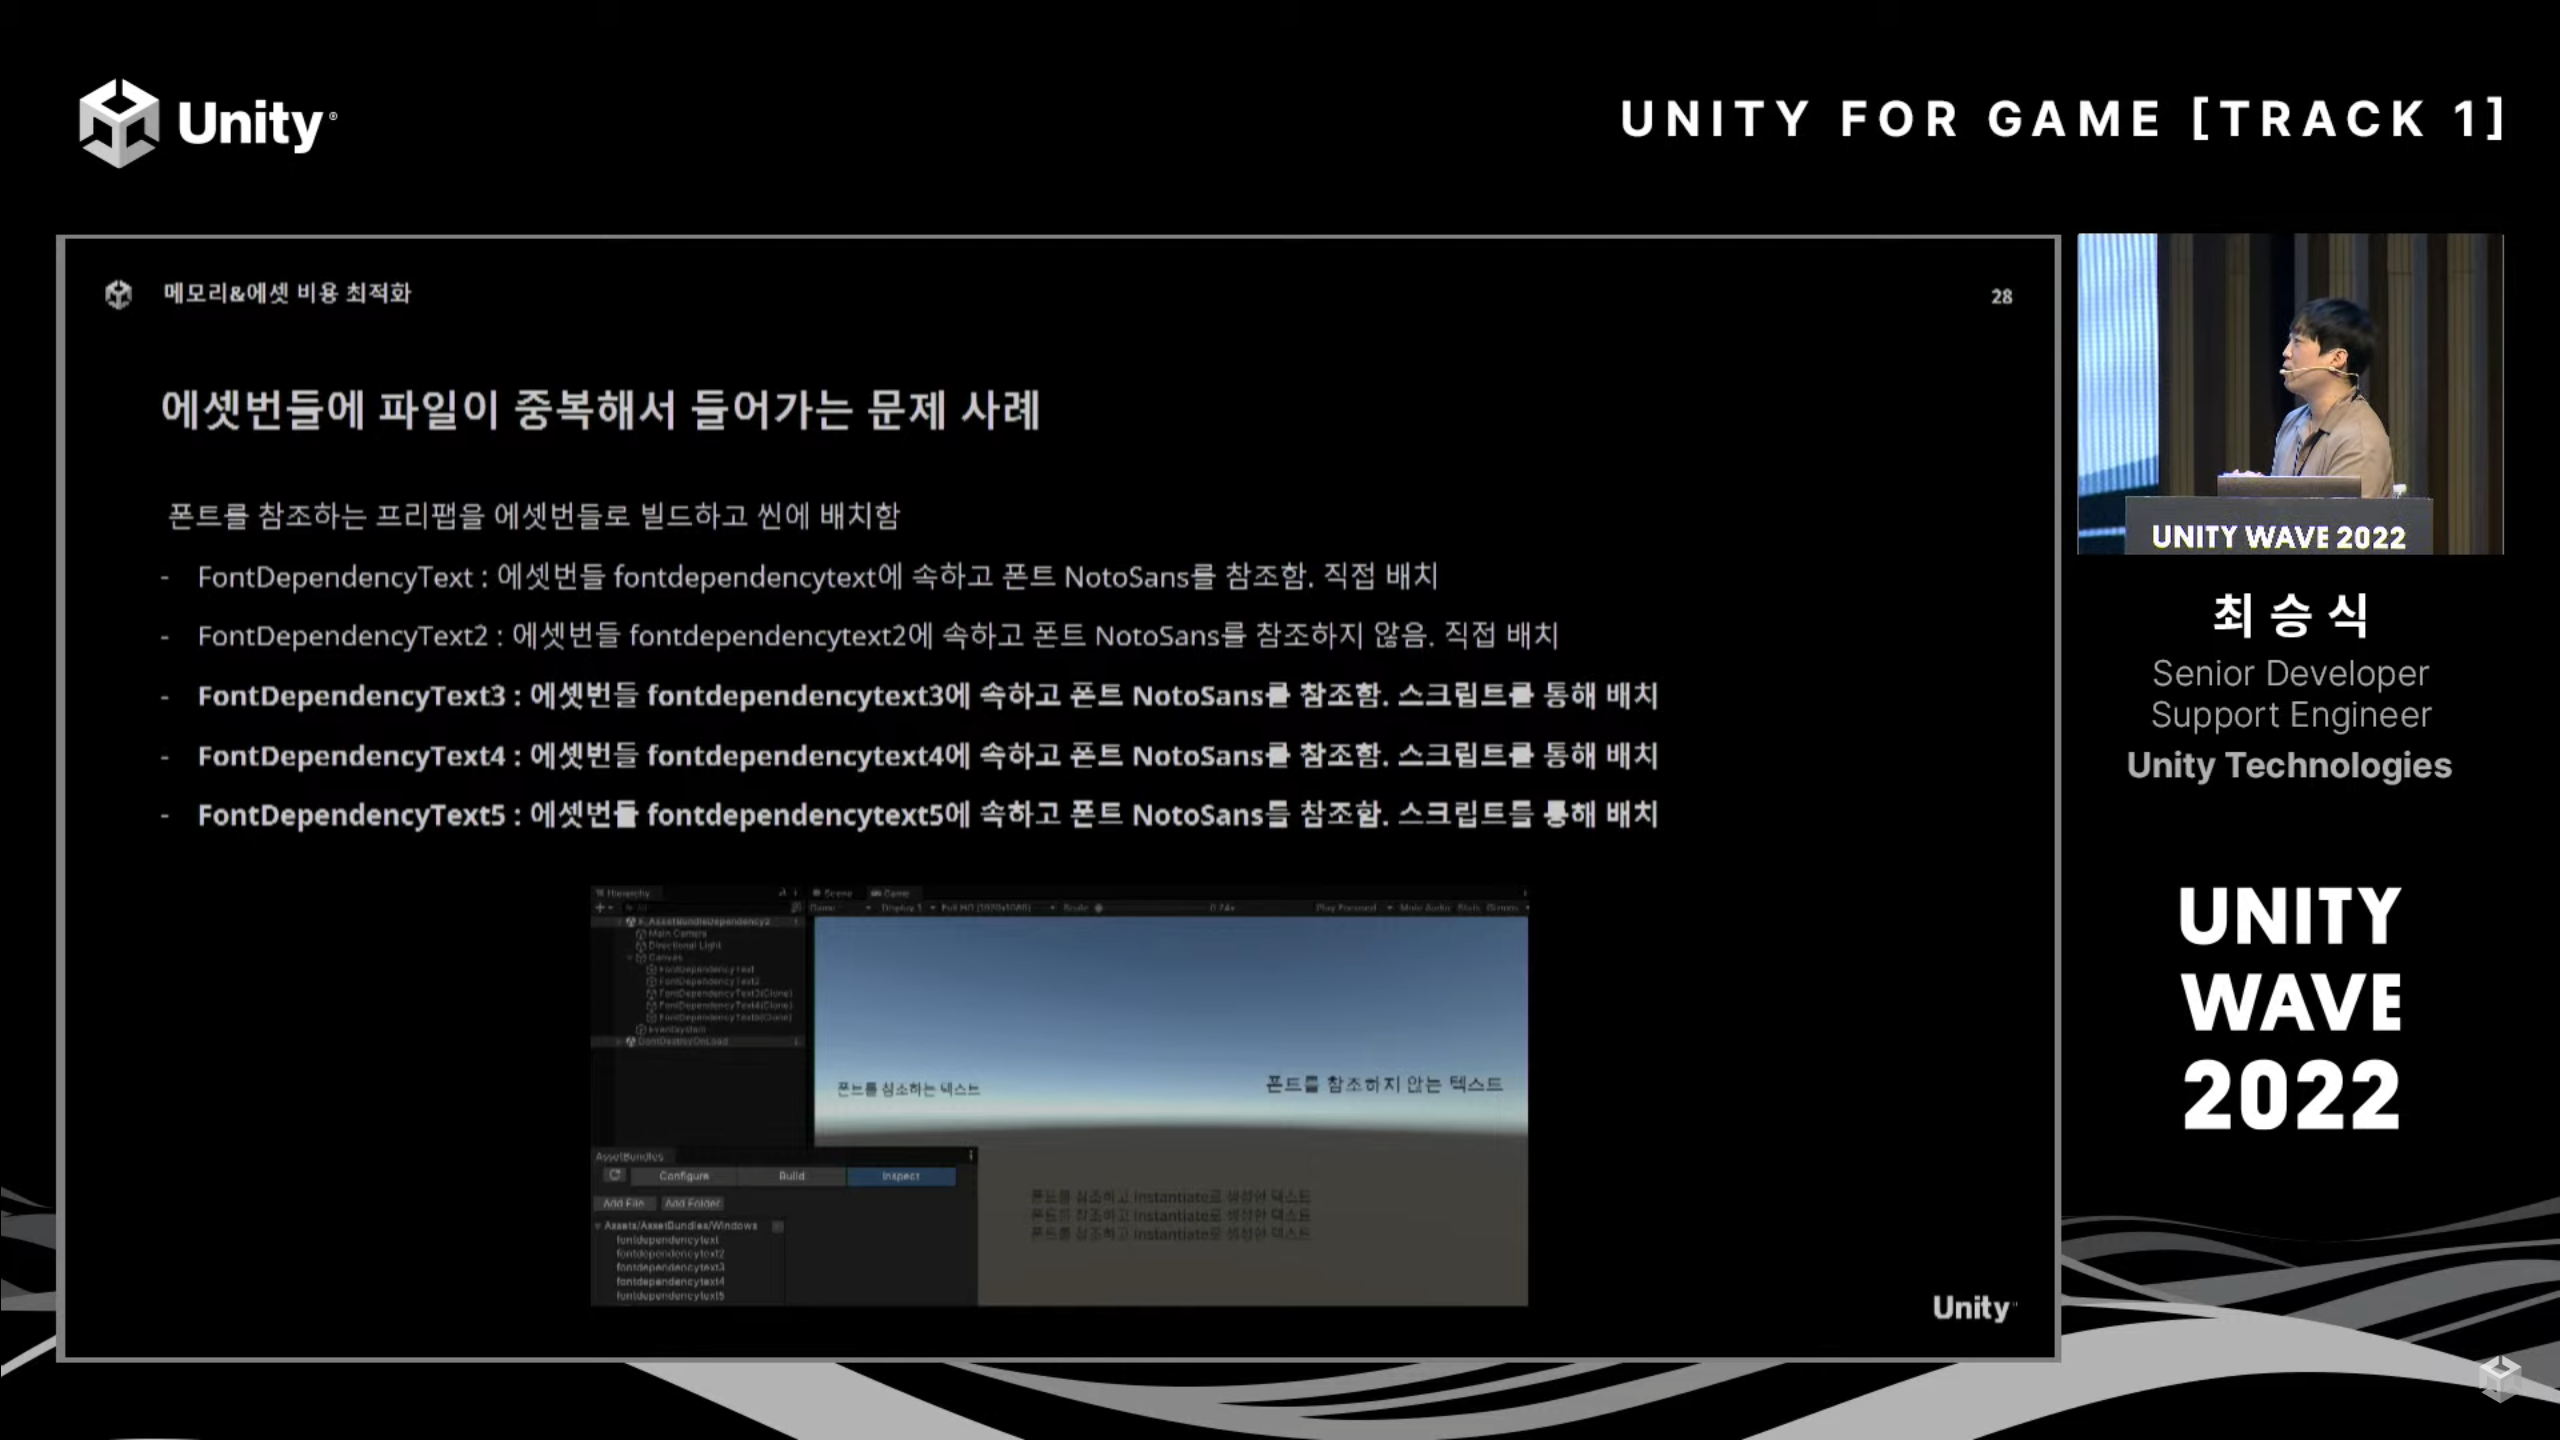 Unity
UNITY FOR GAME [TRACK 1]
메모리&에셋 비용 최적화
28
에셋번들에 파일이 중복해서 들어가는 문제 사례
폰트를 참조하는 프리팹을 에셋번들로 빌드하고 씬에 배치함
- FontDependencyText : 에셋번들 fontdependencytext에 속하고 폰트 NotoSans를 참조함. 직접 배치
- FontDependencyText2 : 에셋번들 fontdependencytext2에 속하고 폰트 NotoSans를 참조하지 않음. 직접 배치
- FontDependencyText3 : 에셋번들 fontdependencytext3에 속하고 폰트 NotoSans를 참조함. 스크립트를 통해 배치
- FontDependencyText4 : 에셋번들 fontdependencytext4에 속하고 폰트 NotoSans를 참조함. 스크립트를 통해 배치
- FontDependencyText5 : 에셋번들 fontdependencytext5에 속하고 폰트 NotoSans를 참조함. 스크립트를 통해 배치
Hierarchy
Scene Game
Game Display 1 Full HD (1920x1080) Scale 0.74x Play Focused Mute Audio Stats Gizmos
F_AssetBundleDependency2
Main Camera
Directional Light
Canvas
FontDependencyText
FontDependencyText2
FontDependencyText3(Clone)
FontDependencyText4(Clone)
FontDependencyText5(Clone)
EventSystem
DontDestroyOnLoad
폰트를 참조하는 텍스트
폰트를 참조하지 않는 텍스트
폰트를 참조하고 Instantiate로 생성한 텍스트
폰트를 참조하고 Instantiate로 생성한 텍스트
폰트를 참조하고 Instantiate로 생성한 텍스트
AssetBundles
Configure Build Inspect
Add File Add Folder
Assets/AssetBundles/Windows
fontdependencytext
fontdependencytext2
fontdependencytext3
fontdependencytext4
fontdependencytext5
Unity
UNITY WAVE 2022
최승식
Senior Developer
Support Engineer
Unity Technologies
UNITY
WAVE
2022